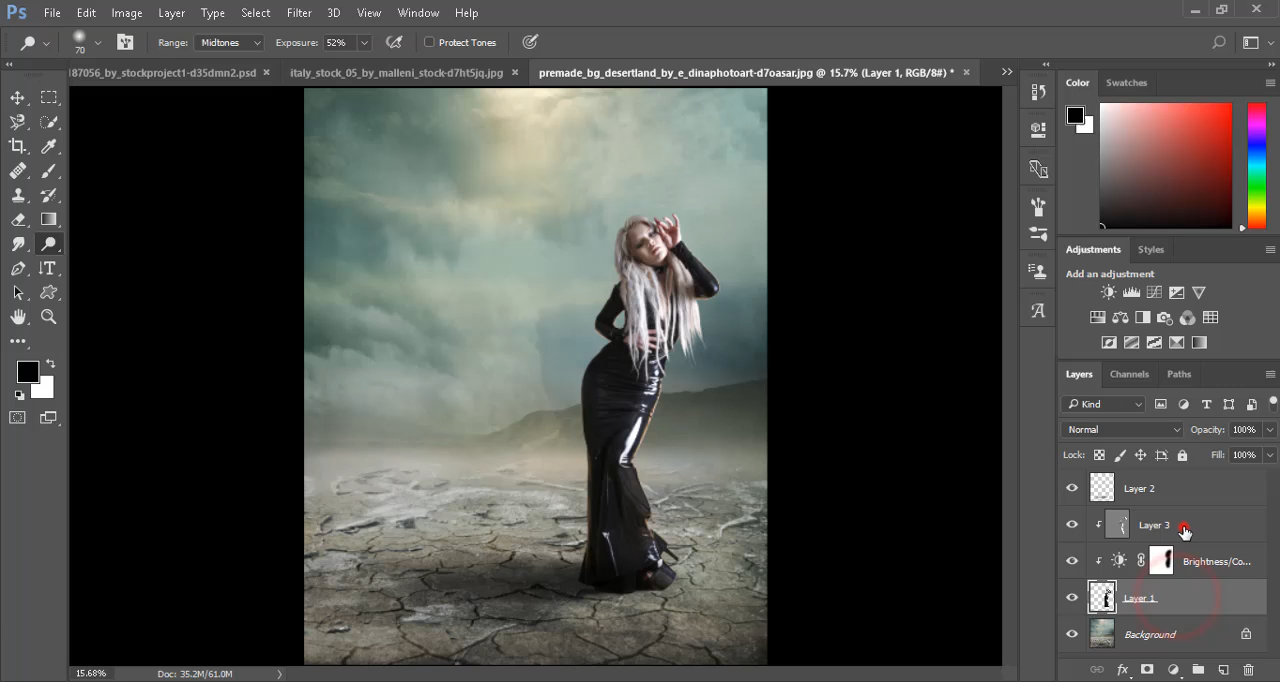 Ps File Edit Image Layer Type Select Filter 3D View Window Help
70 Range: Midtones Exposure: 52% Protect Tones
187056_by_stockproject1-d35dmn2.psd × italy_stock_05_by_malleni_stock-d7ht5jq.jpg × premade_bg_desertland_by_e_dinaphotoart-d7oasar.jpg @ 15.7% (Layer 1, RGB/8#) * ×
Color Swatches
Adjustments Styles
Add an adjustment
Layers Channels Paths
Kind
Normal Opacity: 100%
Lock: Fill: 100%
Layer 2
Layer 3
Brightness/Co...
Layer 1
Background
15.68% Doc: 35.2M/61.0M